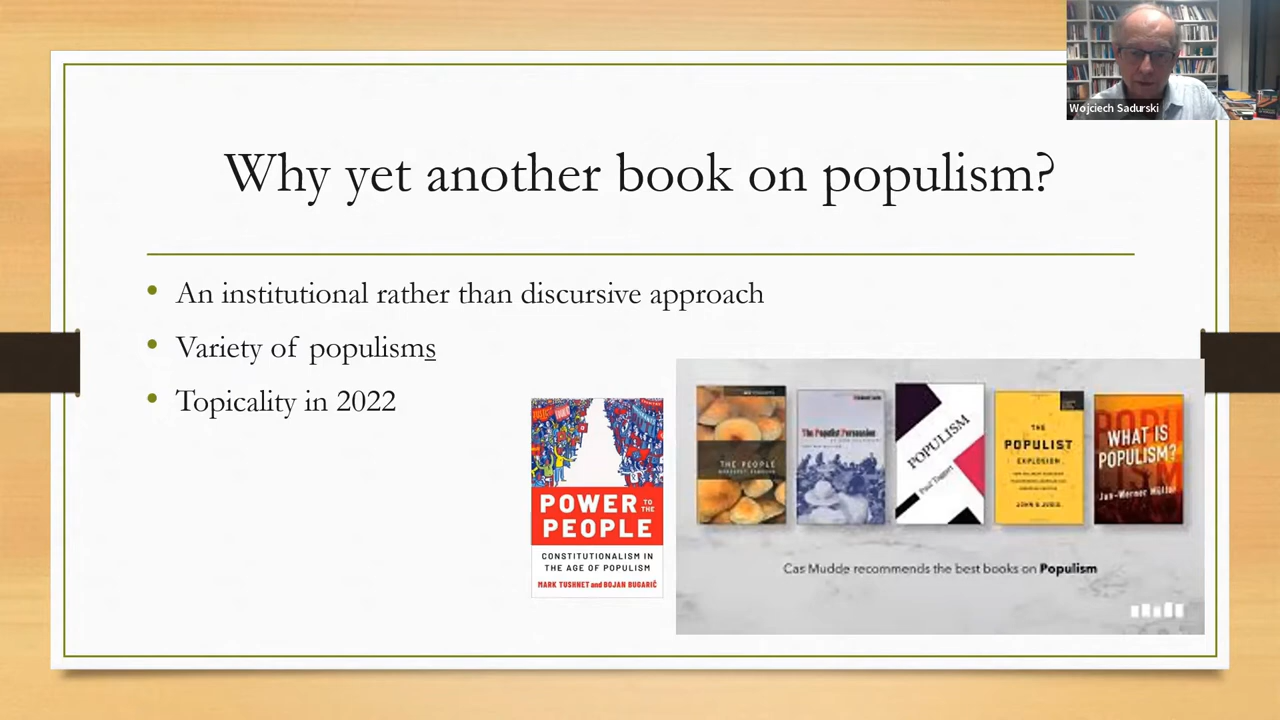 Wojciech Sadurski
Why yet another book on populism?
• An institutional rather than discursive approach
• Variety of populisms
• Topicality in 2022
POWER TO THE
PEOPLE
CONSTITUTIONALISM IN
THE AGE OF POPULISM
MARK TUSHNET and BOJAN BUGARIČ
THE PEOPLE
MARGARET CANOVAN
The Populist Persuasion
POPULISM
Paul Taggart
THE
POPULIST
EXPLOSION
JOHN B. JUDIS
WHAT IS
POPULISM?
Jan-Werner Müller
Cas Mudde recommends the best books on Populism